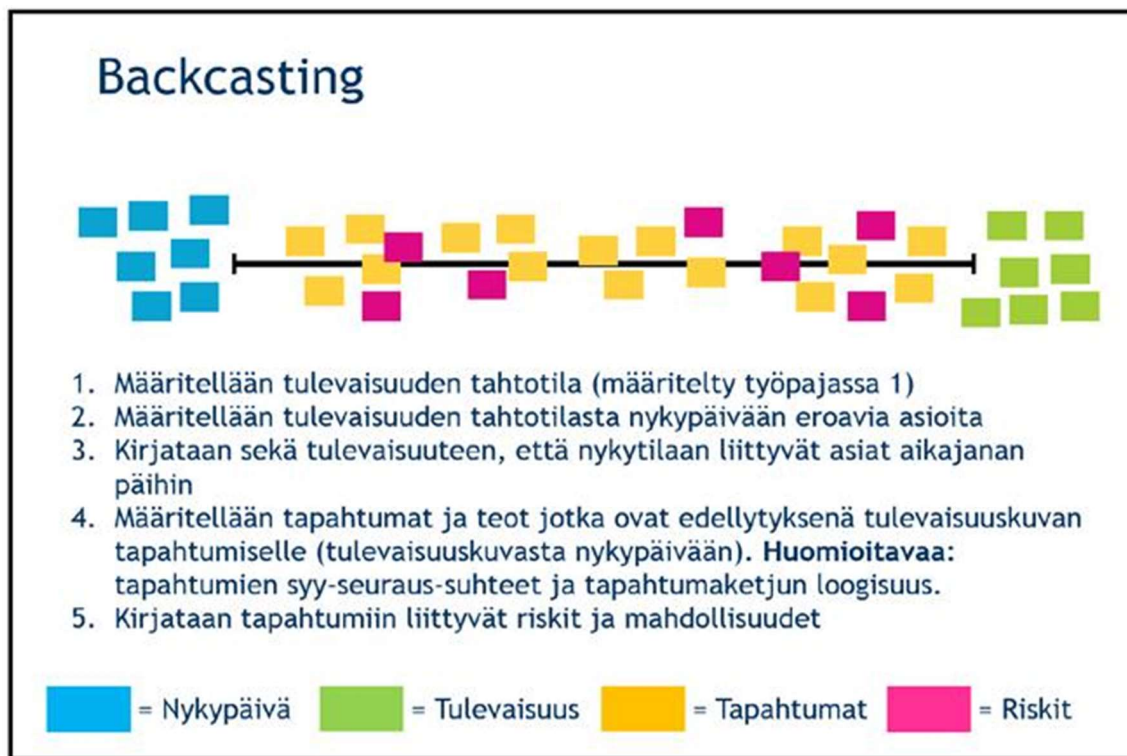 Backcasting
1. Määritellään tulevaisuuden tahtotila (määritelty työpajassa 1)
2. Määritellään tulevaisuuden tahtotilasta nykypäivään eroavia asioita
3. Kirjataan sekä tulevaisuuteen, että nykytilaan liittyvät asiat aikajanan
päihin
4. Määritellään tapahtumat ja teot jotka ovat edellytyksenä tulevaisuuskuvan
tapahtumiselle (tulevaisuuskuvasta nykypäivään). Huomioitavaa:
tapahtumien syy-seuraus-suhteet ja tapahtumaketjun loogisuus.
5. Kirjataan tapahtumiin liittyvät riskit ja mahdollisuudet
= Nykypäivä = Tulevaisuus = Tapahtumat = Riskit